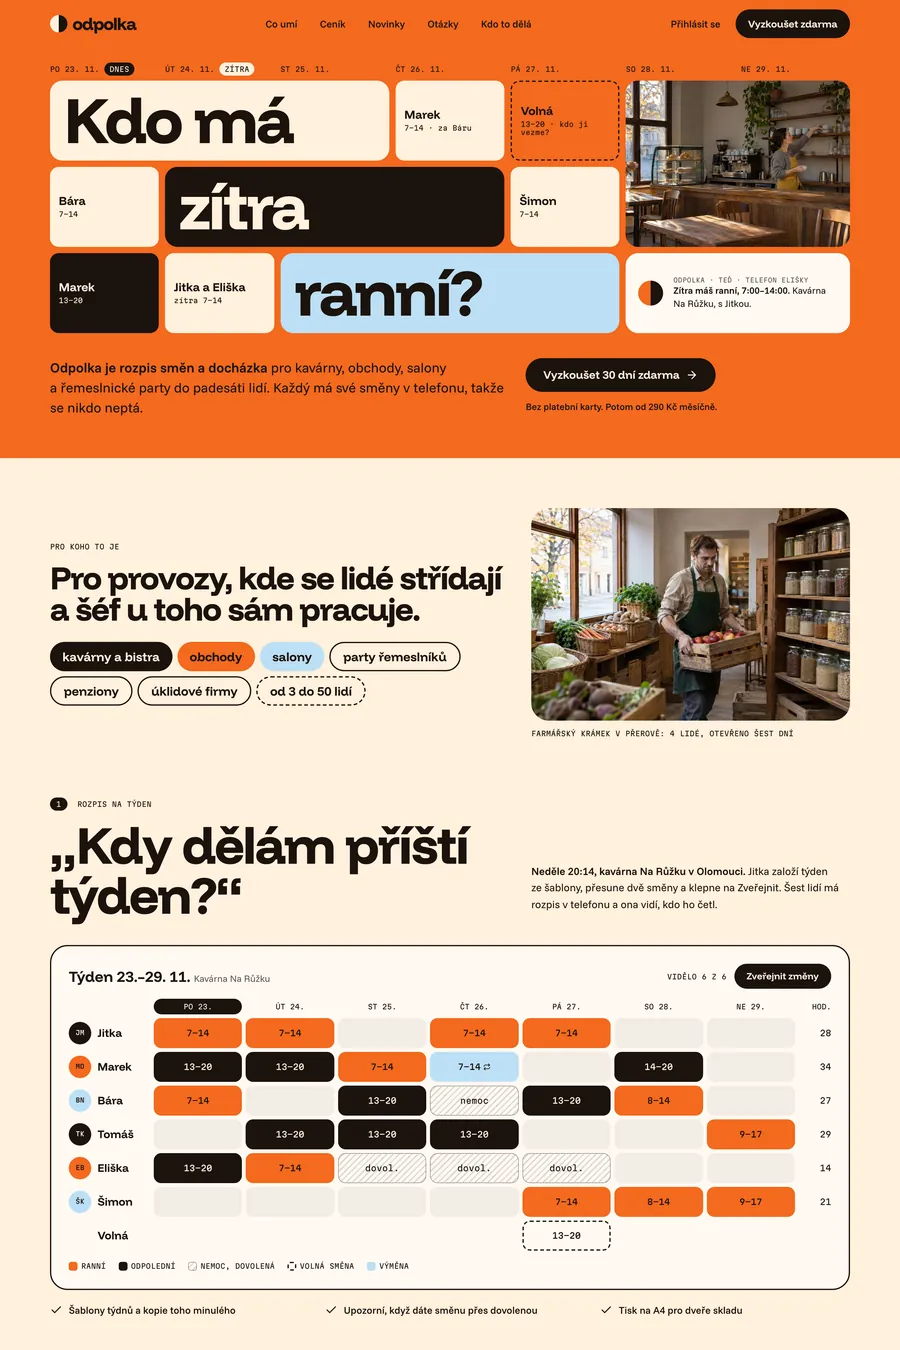 odpolka
Co umí Ceník Novinky Otázky Kdo to dělá
Přihlásit se Vyzkoušet zdarma
PO 23. 11. DNES ÚT 24. 11. ZÍTRA ST 25. 11. ČT 26. 11. PÁ 27. 11. SO 28. 11. NE 29. 11.
Kdo má
Marek
7–14 · za Báru
Volná
13–20 · kdo ji
vezme?
Bára
7–14
zítra
Šimon
7–14
Marek
13–20
Jitka a Eliška
zítra 7–14
ranní?
ODPOLKA · TEĎ · TELEFON ELIŠKY
Zítra máš ranní, 7:00–14:00. Kavárna
Na Růžku, s Jitkou.
Odpolka je rozpis směn a docházka pro kavárny, obchody, salony
a řemeslnické party do padesáti lidí. Každý má své směny v telefonu, takže
se nikdo neptá.
Vyzkoušet 30 dní zdarma →
Bez platební karty. Potom od 290 Kč měsíčně.
PRO KOHO TO JE
Pro provozy, kde se lidé střídají
a šéf u toho sám pracuje.
kavárny a bistra obchody salony party řemeslníků
penziony úklidové firmy od 3 do 50 lidí
FARMÁŘSKÝ KRÁMEK V PŘEROVĚ: 4 LIDÉ, OTEVŘENO ŠEST DNÍ
1 ROZPIS NA TÝDEN
„Kdy dělám příští
týden?“
Neděle 20:14, kavárna Na Růžku v Olomouci. Jitka založí týden
ze šablony, přesune dvě směny a klepne na Zveřejnit. Šest lidí má
rozpis v telefonu a ona vidí, kdo ho četl.
Týden 23.–29. 11. Kavárna Na Růžku
VIDĚLO 6 Z 6 Zveřejnit změny
PO 23. ÚT 24. ST 25. ČT 26. PÁ 27. SO 28. NE 29. HOD.
JM Jitka 7–14 7–14 7–14 7–14 28
MD Marek 13–20 13–20 7–14 7–14 14–20 34
BN Bára 7–14 13–20 nemoc 13–20 8–14 27
TK Tomáš 13–20 13–20 13–20 9–17 29
EB Eliška 13–20 7–14 dovol. dovol. dovol. 14
ŠK Šimon 7–14 8–14 9–17 21
Volná 13–20
RANNÍ ODPOLEDNÍ NEMOC, DOVOLENÁ VOLNÁ SMĚNA VÝMĚNA
Šablony týdnů a kopie toho minulého
Upozorní, když dáte směnu přes dovolenou
Tisk na A4 pro dveře skladu